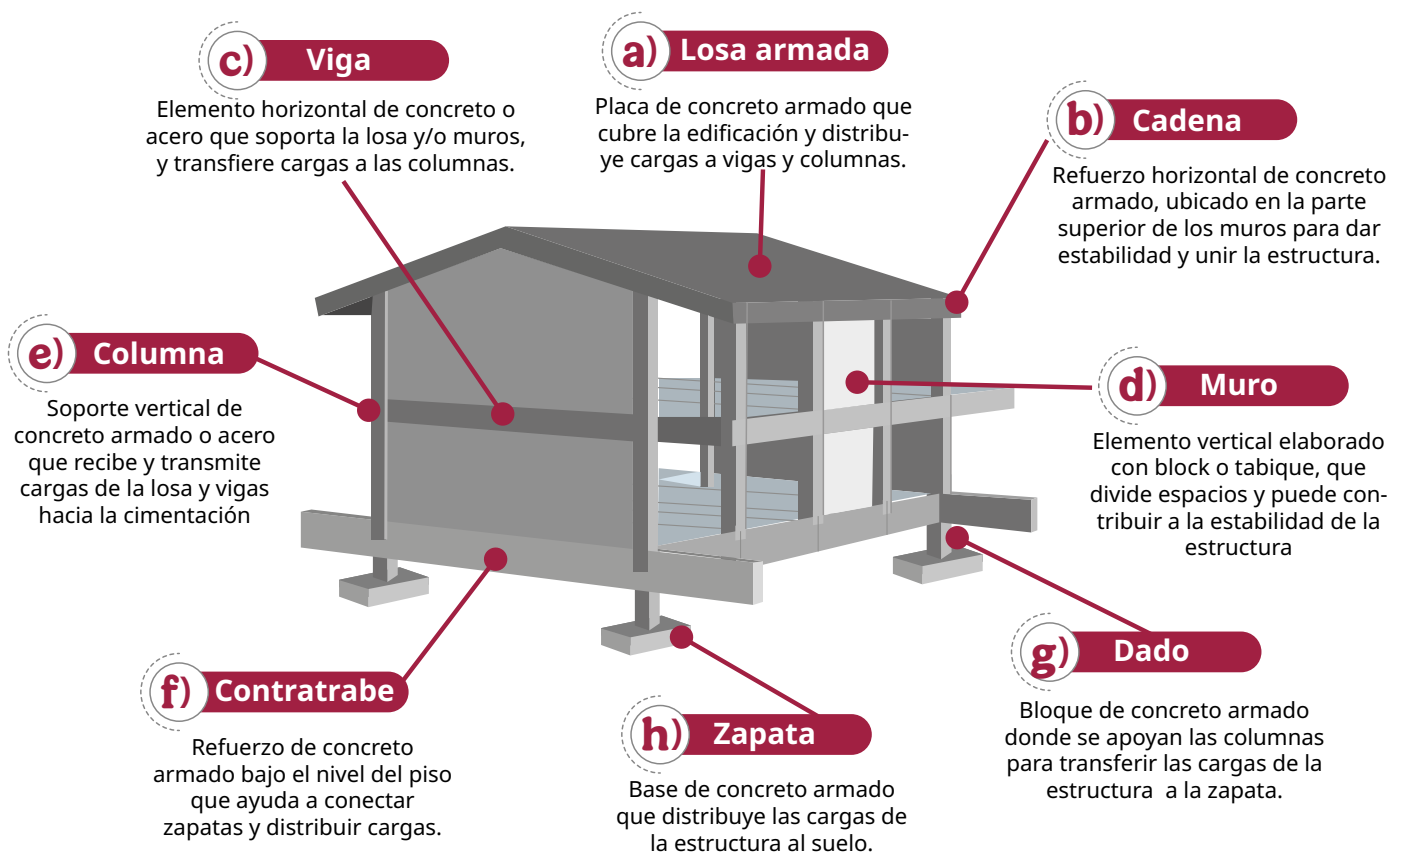 c) Viga
Elemento horizontal de concreto o
acero que soporta la losa y/o muros,
y transfiere cargas a las columnas.
a) Losa armada
Placa de concreto armado que
cubre la edificación y distribu-
ye cargas a vigas y columnas.
b) Cadena
Refuerzo horizontal de concreto
armado, ubicado en la parte
superior de los muros para dar
estabilidad y unir la estructura.
e) Columna
Soporte vertical de
concreto armado o acero
que recibe y transmite
cargas de la losa y vigas
hacia la cimentación
d) Muro
Elemento vertical elaborado
con block o tabique, que
divide espacios y puede con-
tribuir a la estabilidad de la
estructura
f) Contratrabe
Refuerzo de concreto
armado bajo el nivel del piso
que ayuda a conectar
zapatas y distribuir cargas.
h) Zapata
Base de concreto armado
que distribuye las cargas de
la estructura al suelo.
g) Dado
Bloque de concreto armado
donde se apoyan las columnas
para transferir las cargas de la
estructura a la zapata.